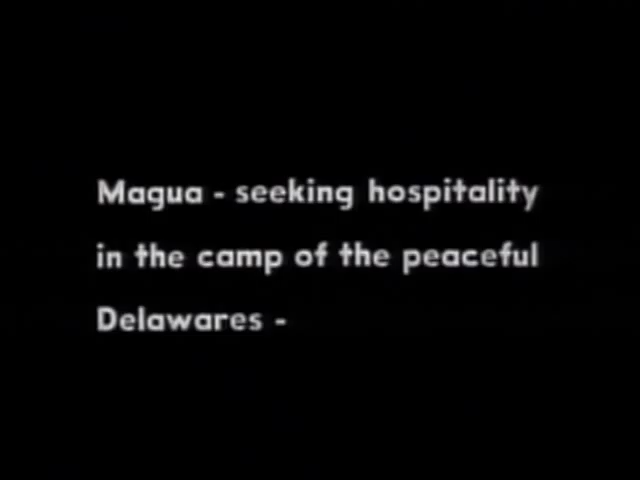 Magua - seeking hospitality
in the camp of the peaceful
Delawares -